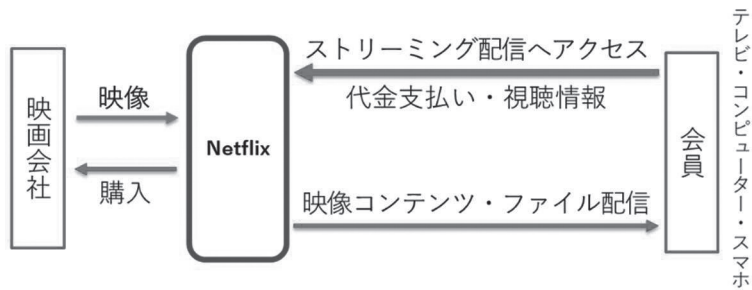 映画会社
映像
購入
Netflix
ストリーミング配信へアクセス
代金支払い・視聴情報
映像コンテンツ・ファイル配信
会員
テレビ・コンピューター・スマホ